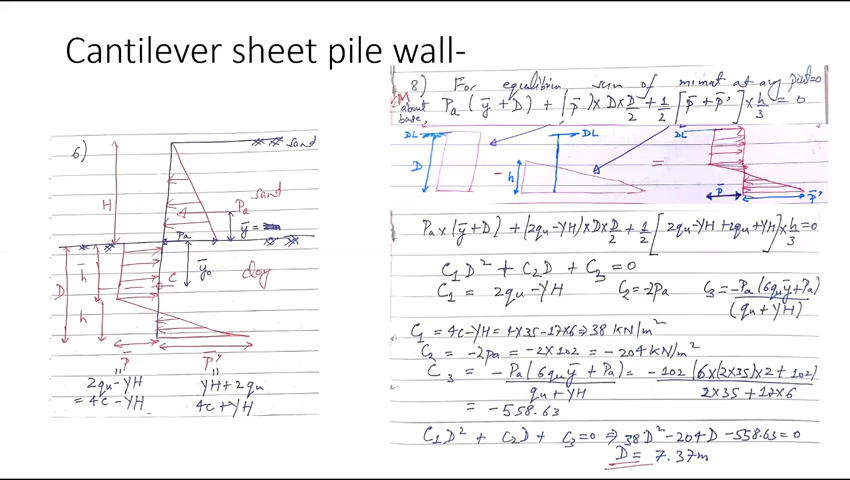 Cantilever sheet pile wall-
8) For equilibrium, sum of at any point=0
ΣM about base, Pa (ȳ+D) + (p̄)×D×D/2 + 1/2 [p̄+p̄']×h/3 = 0
DL DL DL
D - h =
p̄ p̄'
Pa×(ȳ+D) + (2qu-γH)×D×D/2 + 1/2 [2qu-γH+2qu+γH]×h/3=0
C1D² + C2D + C3=0
C1 = 2qu-γH C2=-2Pa C3=-Pa(6quȳ+Pa)/(qu+γH)
C1 = 4C-γH= 4×35-17×6 ⇒ 38 KN/m²
C2 = -2Pa = -2×102 = -204 KN/m²
C3 = -Pa(6quȳ+Pa)/qu+γH = -102(6×(2×35)×2+102)/2×35+17×6
= -558.63
C1D² + C2D + C3=0 ⇒ 38D²-204D-558.63=0
D= 7.37m
6)
sand
H
sand
Pa
ȳ=
Pa
h̄
ȳo
D
C
clay
h
p̄ p̄'
2qu-γH γH+2qu
=4C-γH 4C+γH